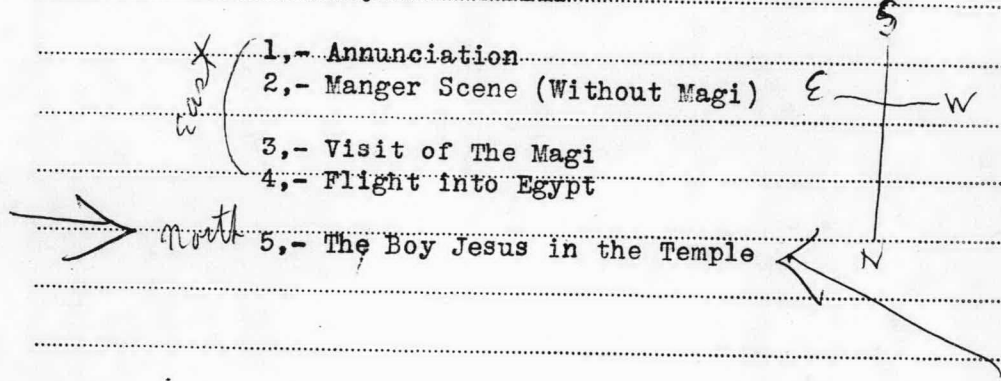 S
1,- Annunciation
East
2,- Manger Scene (Without Magi)
E W
3,- Visit of The Magi
4,- Flight into Egypt
North 5,- The Boy Jesus in the Temple
N